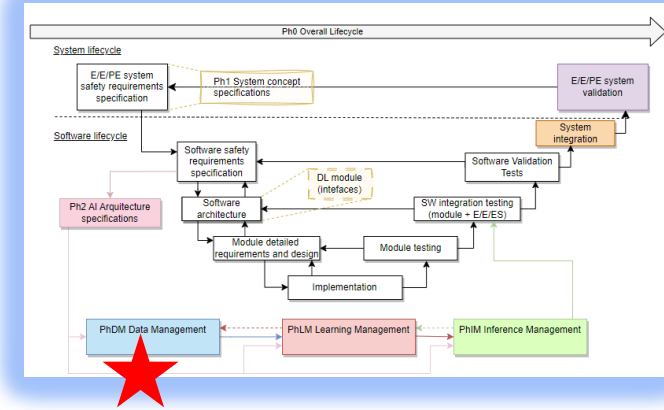 Ph0 Overall Lifecycle
System lifecycle
E/E/PE system
safety requirements
specification
Ph1 System concept
specifications
E/E/PE system
validation
System
integration
Software lifecycle
Software safety
requirements
specification
Software Validation
Tests
DL module
(intefaces)
Ph2 AI Arquitecture
specifications
Software
architecture
SW integration testing
(module + E/E/ES)
Module detailed
requirements and design
Module testing
Implementation
PhDM Data Management
PhLM Learning Management
PhIM Inference Management